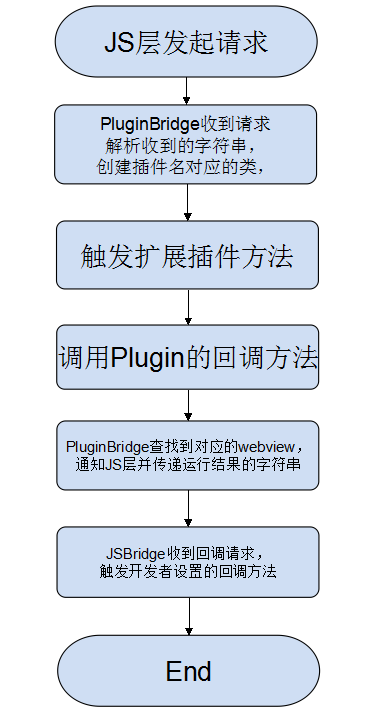 JS层发起请求
PluginBridge收到请求
解析收到的字符串，
创建插件名对应的类，
触发扩展插件方法
调用Plugin的回调方法
PluginBridge查找到对应的webview，
通知JS层并传递运行结果的字符串
JSBridge收到回调请求，
触发开发者设置的回调方法
End